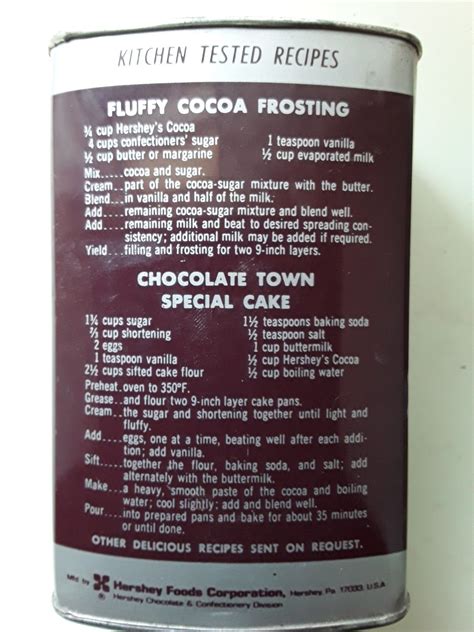 KITCHEN TESTED RECIPES
FLUFFY COCOA FROSTING
¾ cup Hershey's Cocoa
4 cups confectioners' sugar 1 teaspoon vanilla
½ cup butter or margarine ½ cup evaporated milk
Mix.....cocoa and sugar.
Cream..part of the cocoa-sugar mixture with the butter.
Blend...in vanilla and half of the milk.
Add.....remaining cocoa-sugar mixture and blend well.
Add.....remaining milk and beat to desired spreading con-
sistency; additional milk may be added if required.
Yield...filling and frosting for two 9-inch layers.
CHOCOLATE TOWN
SPECIAL CAKE
1¾ cups sugar 1½ teaspoons baking soda
⅔ cup shortening ½ teaspoon salt
2 eggs 1 cup buttermilk
1 teaspoon vanilla ½ cup Hershey's Cocoa
2½ cups sifted cake flour ½ cup boiling water
Preheat.oven to 350°F.
Grease..and flour two 9-inch layer cake pans.
Cream..the sugar and shortening together until light and
fluffy.
Add....eggs, one at a time, beating well after each addi-
tion; add vanilla.
Sift.....together the flour, baking soda, and salt; add
alternately with the buttermilk.
Make...a heavy, smooth paste of the cocoa and boiling
water; cool slightly; add and blend well.
Pour....into prepared pans and bake for about 35 minutes
or until done.
OTHER DELICIOUS RECIPES SENT ON REQUEST.
Mfd by Hershey Foods Corporation, Hershey, Pa. 17033, U.S.A
® Hershey Chocolate & Confectionery Division